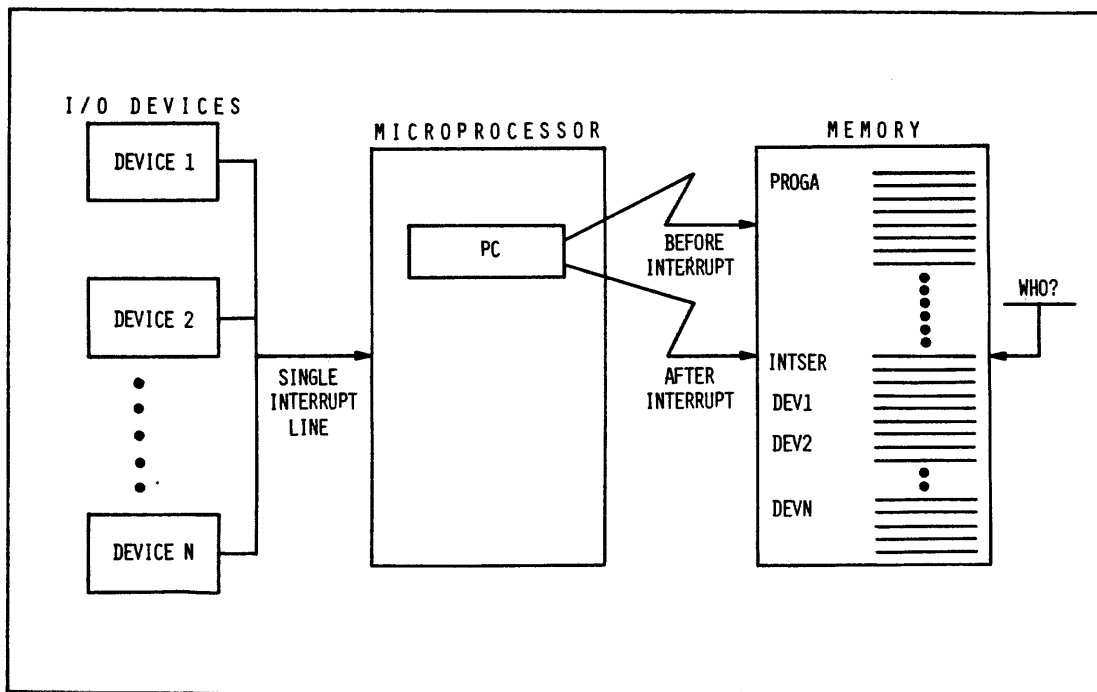 I/O DEVICES
DEVICE 1
DEVICE 2
DEVICE N
SINGLE
INTERRUPT
LINE
MICROPROCESSOR
PC
BEFORE
INTERRUPT
AFTER
INTERRUPT
MEMORY
PROGA
INTSER
DEV1
DEV2
DEVN
WHO?